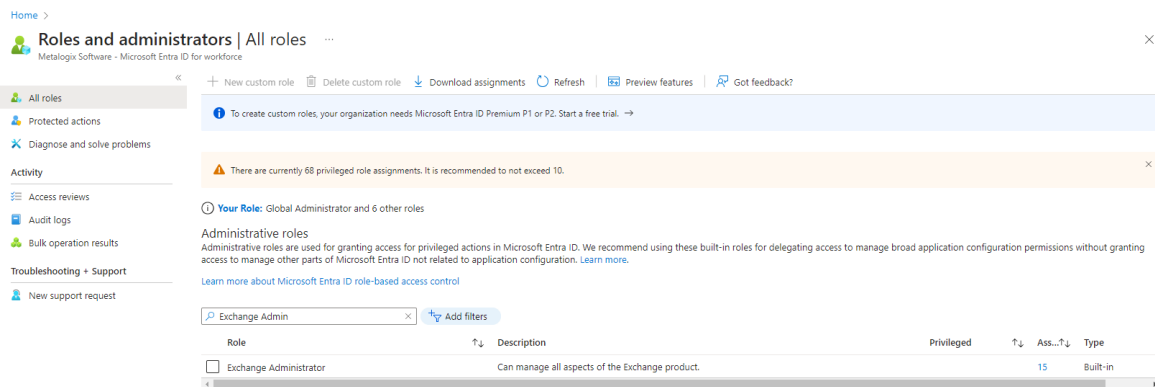 Home >
Roles and administrators | All roles ...
Metalogix Software - Microsoft Entra ID for workforce
«
+ New custom role Delete custom role Download assignments Refresh Preview features Got feedback?
All roles
Protected actions
Diagnose and solve problems
Activity
Access reviews
Audit logs
Bulk operation results
Troubleshooting + Support
New support request
To create custom roles, your organization needs Microsoft Entra ID Premium P1 or P2. Start a free trial. →
There are currently 68 privileged role assignments. It is recommended to not exceed 10.
Your Role: Global Administrator and 6 other roles
Administrative roles
Administrative roles are used for granting access for privileged actions in Microsoft Entra ID. We recommend using these built-in roles for delegating access to manage broad application configuration permissions without granting
access to manage other parts of Microsoft Entra ID not related to application configuration. Learn more.
Learn more about Microsoft Entra ID role-based access control
Exchange Admin Add filters
Role ↑↓ Description Privileged ↑↓ Ass...↑↓ Type
Exchange Administrator Can manage all aspects of the Exchange product. 15 Built-in